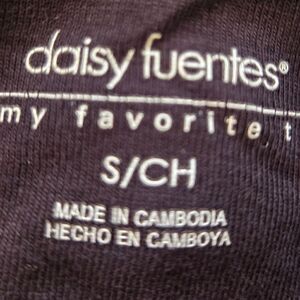 daisy fuentes®
my favorite t
S/CH
MADE IN CAMBODIA
HECHO EN CAMBOYA